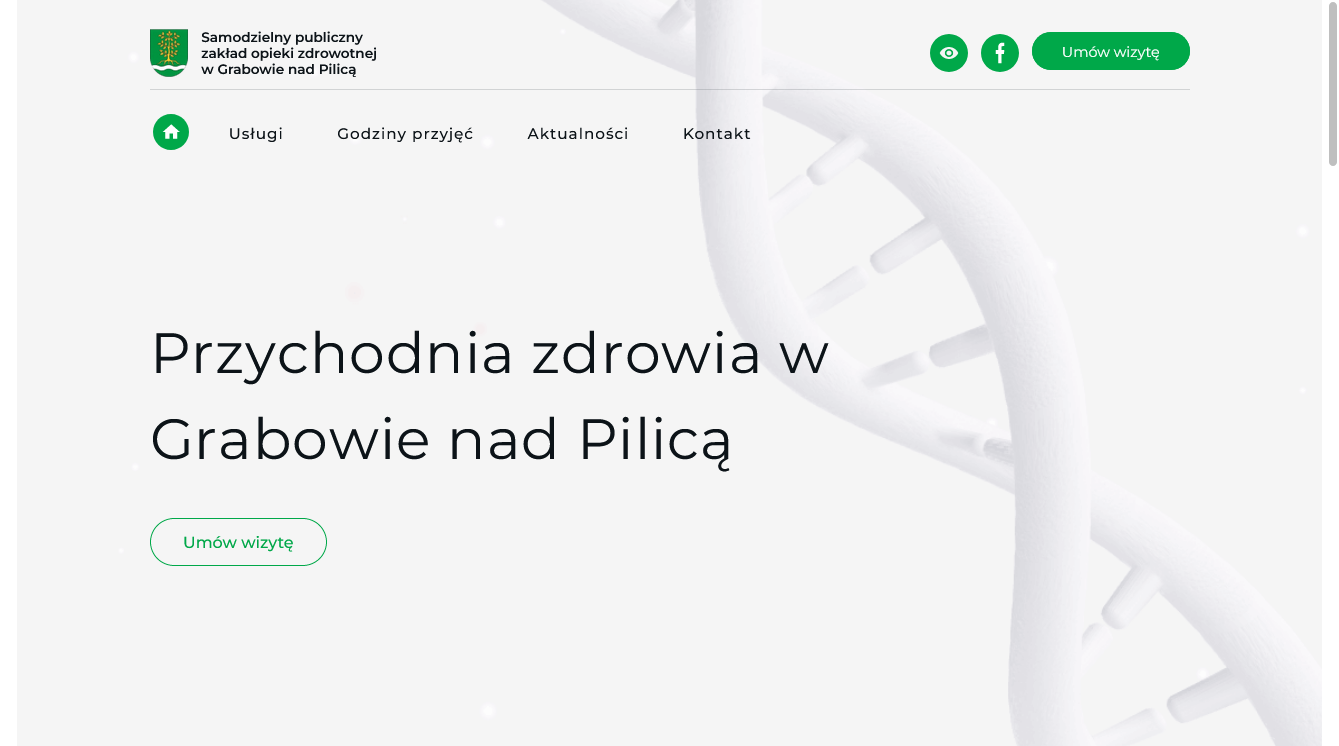 Samodzielny publiczny
zakład opieki zdrowotnej
w Grabowie nad Pilicą
Umów wizytę
Usługi
Godziny przyjęć
Aktualności
Kontakt
Przychodnia zdrowia w
Grabowie nad Pilicą
Umów wizytę